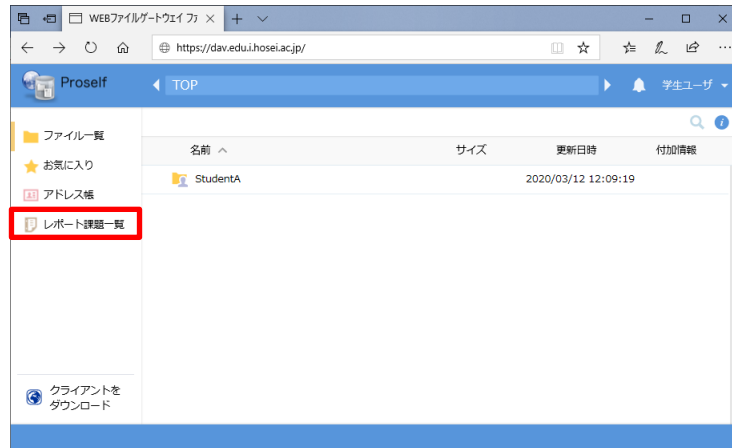 WEBファイルゲートウェイ ファ
https://dav.edu.i.hosei.ac.jp/
Proself
TOP
学生ユーザ
ファイル一覧
お気に入り
アドレス帳
レポート課題一覧
名前 サイズ 更新日時 付加情報
StudentA 2020/03/12 12:09:19
クライアントを
ダウンロード